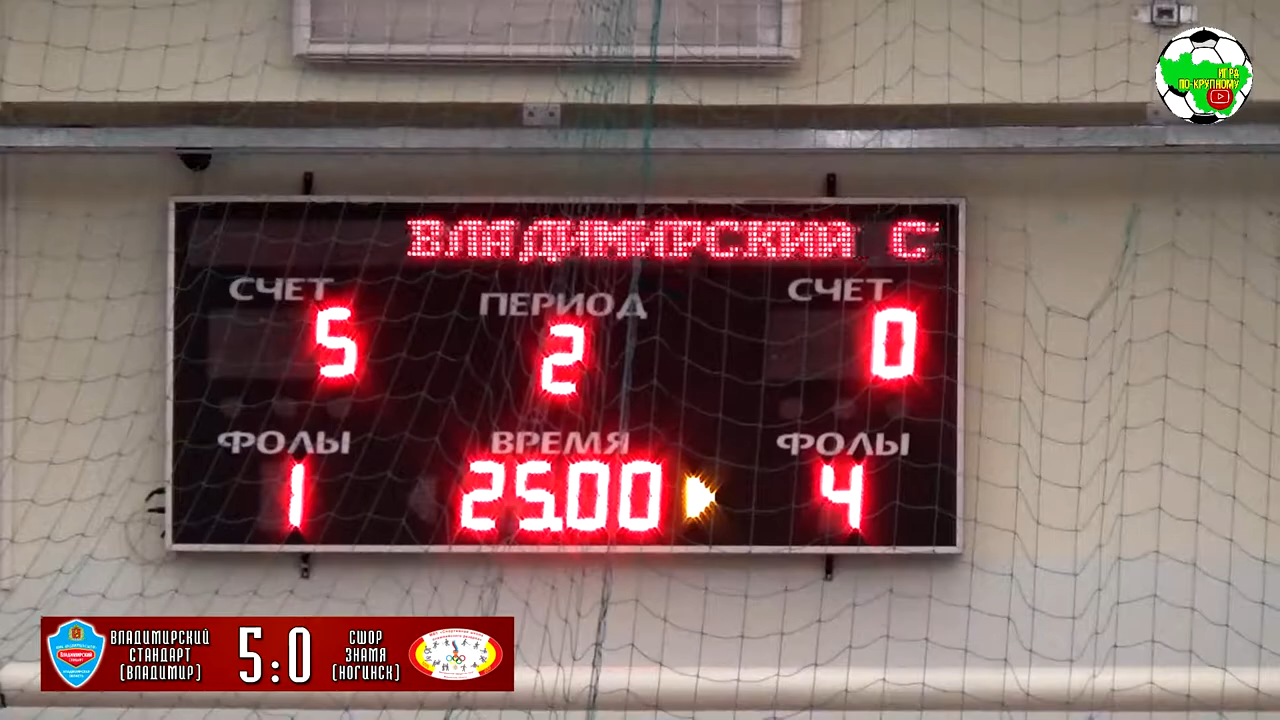 ИГРА
ПО-КРУПНОМУ
ВЛАДИМИРСКИЙ С
СЧЕТ ПЕРИОД СЧЕТ
5 2 0
ФОЛЫ ВРЕМЯ ФОЛЫ
1 25.00 4
ВЛАДИМИРСКИЙ
СТАНДАРТ
(ВЛАДИМИР)
5:0
СШОР
ЗНАМЯ
(НОГИНСК)